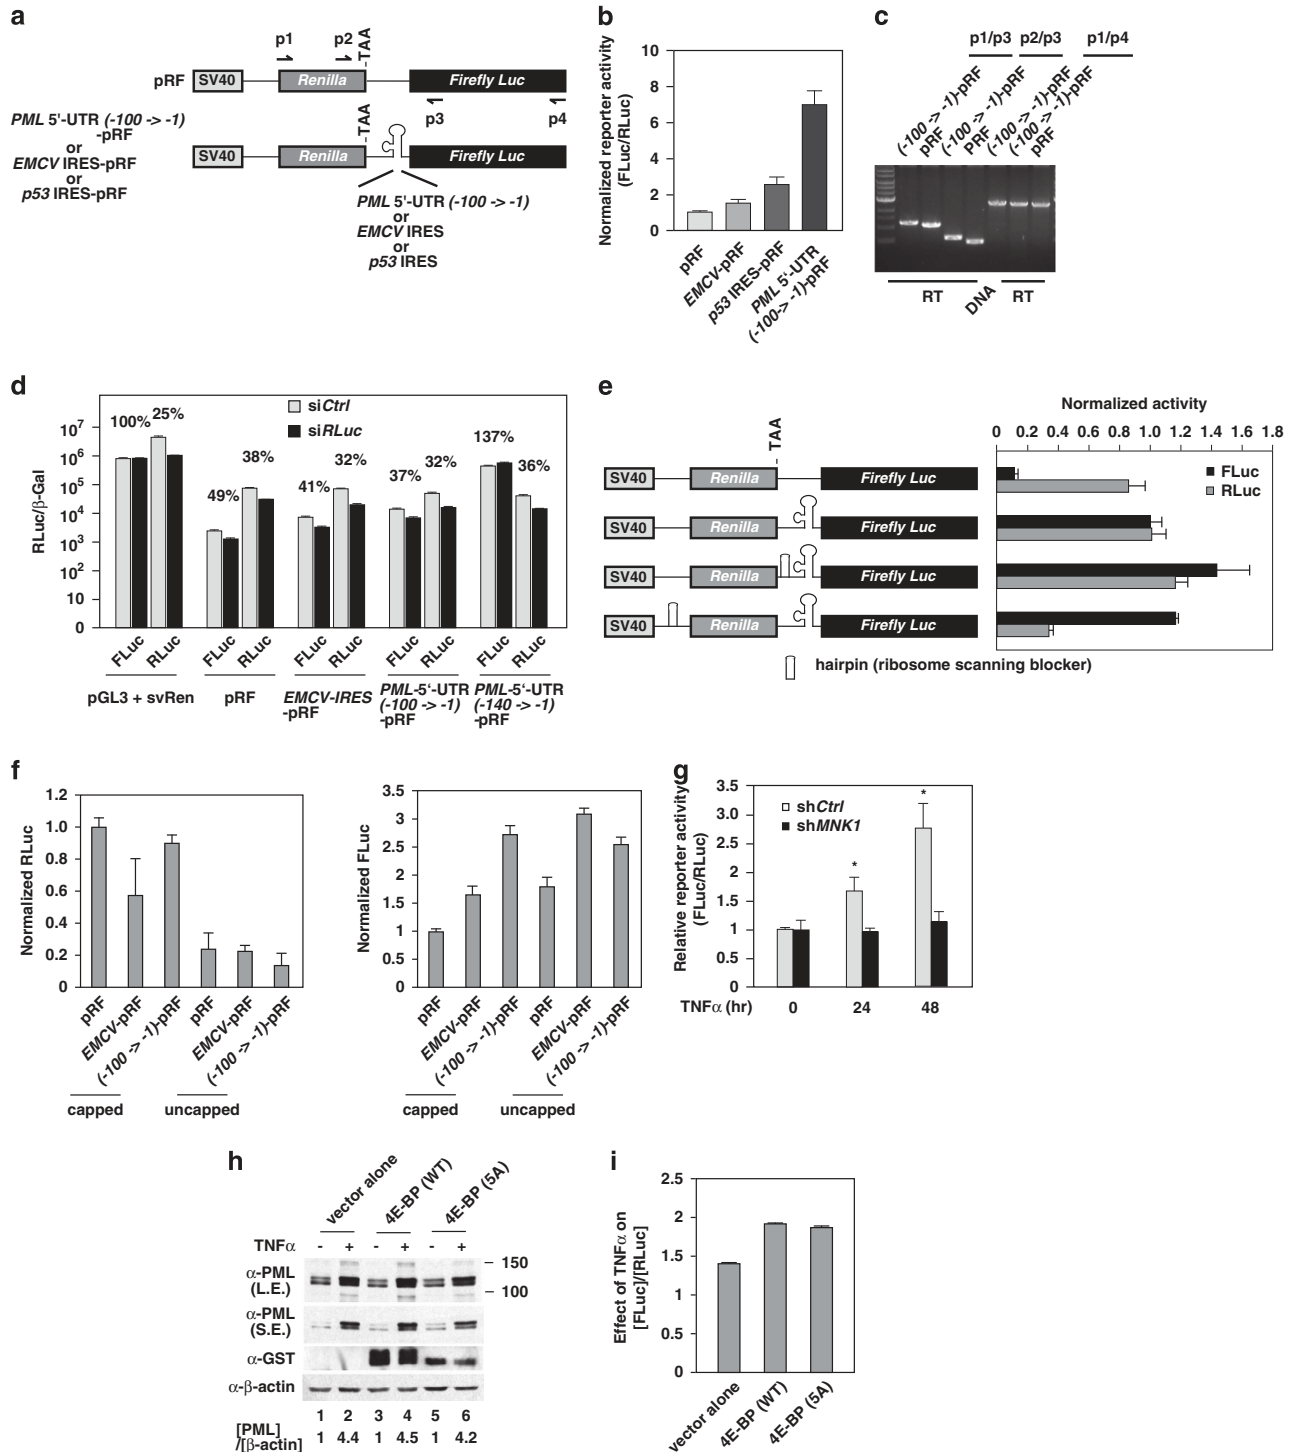 a
p1
p2
-TAA
pRF
SV40
Renilla
Firefly Luc
p3
p4
PML 5'-UTR (-100 -> -1)
-pRF
or
EMCV IRES-pRF
or
p53 IRES-pRF
-TAA
SV40
Renilla
Firefly Luc
PML 5'-UTR (-100 -> -1)
or
EMCV IRES
or
p53 IRES
b
Normalized reporter activity
(FLuc/RLuc)
10
8
6
4
2
0
pRF
EMCV-pRF
p53 IRES-pRF
PML 5'-UTR
(-100-> -1)-pRF
c
p1/p3
p2/p3
p1/p4
(-100 -> -1)-pRF
pRF
(-100 -> -1)-pRF
PRF
(-100 -> -1)-pRF
(-100 -> -1)-pRF
pRF
RT
DNA
RT
d
RLuc/β-Gal
10⁷
10⁶
10⁵
10⁴
10³
10²
10
0
siCtrl
siRLuc
100%
25%
49%
38%
41%
32%
37%
32%
137%
36%
FLuc
RLuc
FLuc
RLuc
FLuc
RLuc
FLuc
RLuc
FLuc
RLuc
pGL3 + svRen
pRF
EMCV-IRES
-pRF
PML-5'-UTR
(-100 -> -1)
-pRF
PML-5'-UTR
(-140 -> -1)
-pRF
e
Normalized activity
0 0.2 0.4 0.6 0.8 1.0 1.2 1.4 1.6 1.8
TAA
SV40
Renilla
Firefly Luc
SV40
Renilla
Firefly Luc
SV40
Renilla
Firefly Luc
SV40
Renilla
Firefly Luc
FLuc
RLuc
hairpin (ribosome scanning blocker)
f
Normalized RLuc
1.2
1.0
0.8
0.6
0.4
0.2
0
pRF
EMCV-pRF
(-100 -> -1)-pRF
pRF
EMCV-pRF
(-100 -> -1)-pRF
capped
uncapped
Normalized FLuc
3.5
3
2.5
2
1.5
1
0.5
0
pRF
EMCV-pRF
(-100 -> -1)-pRF
pRF
EMCV-pRF
(-100 -> -1)-pRF
capped
uncapped
g
Relative reporter activity
(FLuc/RLuc)
3.5
3.0
2.5
2.0
1.5
1
0.5
0
shCtrl
shMNK1
*
*
TNFα (hr)
0
24
48
h
vector alone
4E-BP (WT)
4E-BP (5A)
TNFα
- + - + - +
α-PML
(L.E.)
150
100
α-PML
(S.E.)
α-GST
α-β-actin
1 2 3 4 5 6
[PML]
/[β-actin]
1 4.4 1 4.5 1 4.2
i
Effect of TNFα on
[FLuc]/[RLuc]
2.5
2
1.5
1
0.5
0
vector alone
4E-BP (WT)
4E-BP (5A)